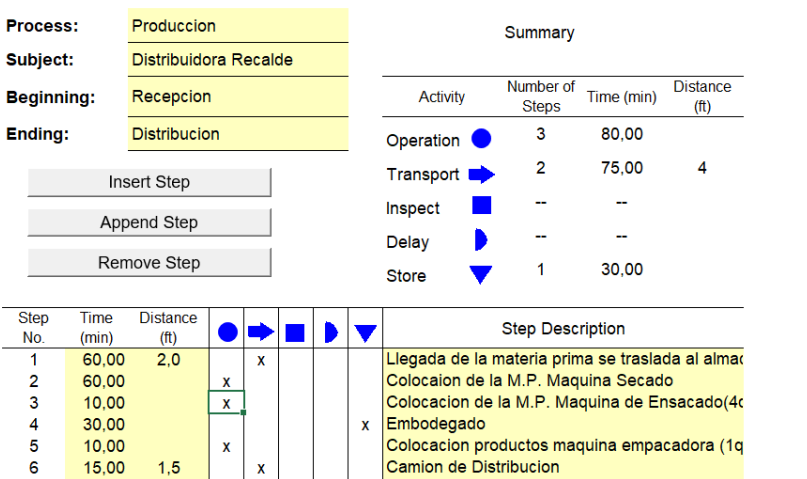 Process: Produccion
Subject: Distribuidora Recalde
Beginning: Recepcion
Ending: Distribucion
Insert Step
Append Step
Remove Step
Summary
Activity Number of Steps Time (min) Distance (ft)
Operation 3 80,00
Transport 2 75,00 4
Inspect -- --
Delay -- --
Store 1 30,00
Step No. Time (min) Distance (ft) Step Description
1 60,00 2,0 x Llegada de la materia prima se traslada al almac
2 60,00 x Colocaion de la M.P. Maquina Secado
3 10,00 x Colocacion de la M.P. Maquina de Ensacado(4c
4 30,00 x Embodegado
5 10,00 x Colocacion productos maquina empacadora (1q
6 15,00 1,5 x Camion de Distribucion